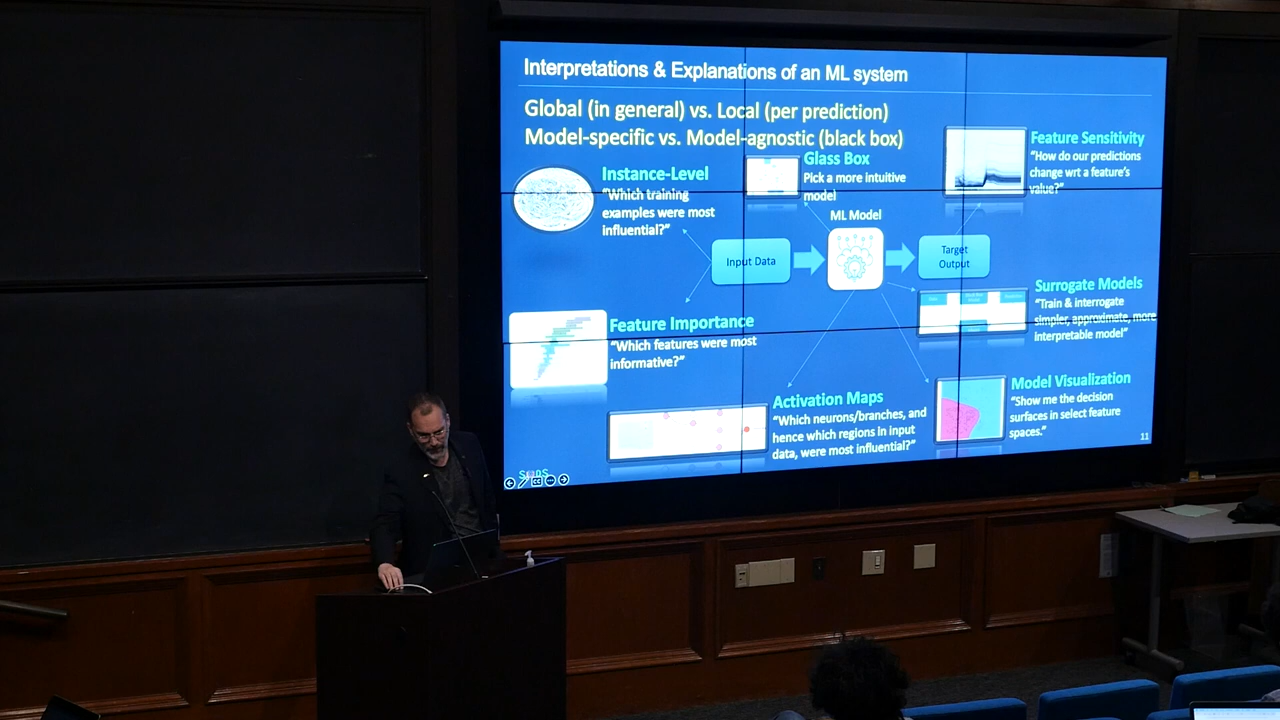 Interpretations & Explanations of an ML system
Global (in general) vs. Local (per prediction)
Model-specific vs. Model-agnostic (black box)
Instance-Level
"Which training
examples were most
influential?"
Glass Box
Pick a more intuitive
model
Feature Sensitivity
"How do our predictions
change wrt a feature's
value?"
ML Model
Input Data
Target
Output
Surrogate Models
"Train & interrogate
simpler, approximate, more
interpretable model"
Feature Importance
"Which features were most
informative?"
Activation Maps
"Which neurons/branches, and
hence which regions in input
data, were most influential?"
Model Visualization
"Show me the decision
surfaces in select feature
spaces."
11